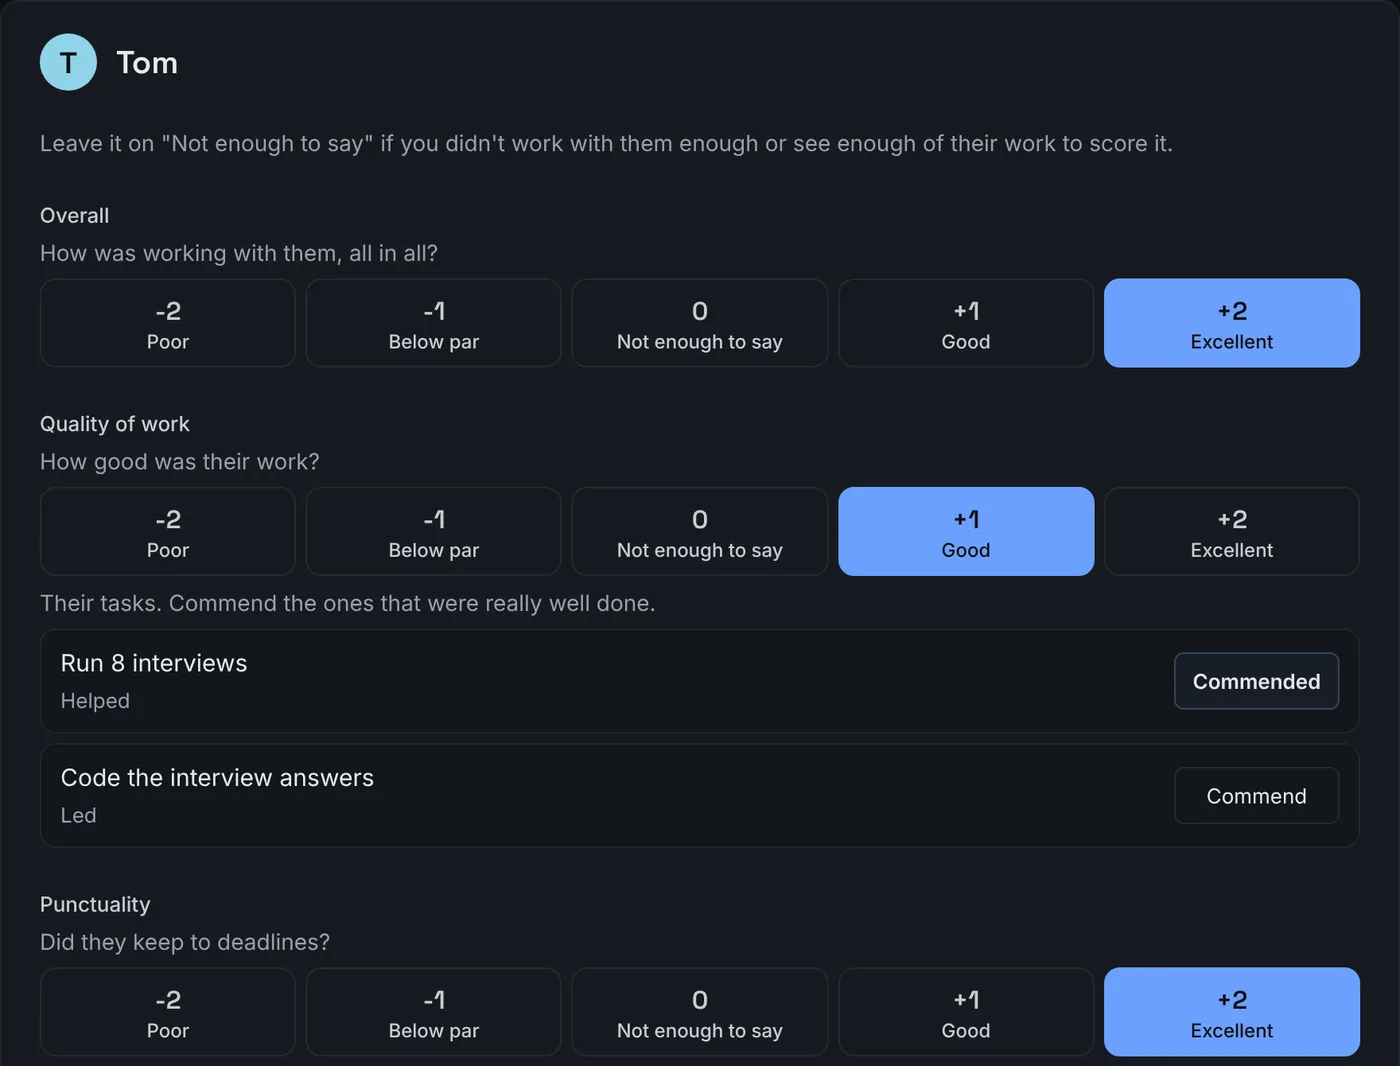 T
Tom
Leave it on "Not enough to say" if you didn't work with them enough or see enough of their work to score it.
Overall
How was working with them, all in all?
-2
Poor
-1
Below par
0
Not enough to say
+1
Good
+2
Excellent
Quality of work
How good was their work?
-2
Poor
-1
Below par
0
Not enough to say
+1
Good
+2
Excellent
Their tasks. Commend the ones that were really well done.
Run 8 interviews
Helped
Commended
Code the interview answers
Led
Commend
Punctuality
Did they keep to deadlines?
-2
Poor
-1
Below par
0
Not enough to say
+1
Good
+2
Excellent